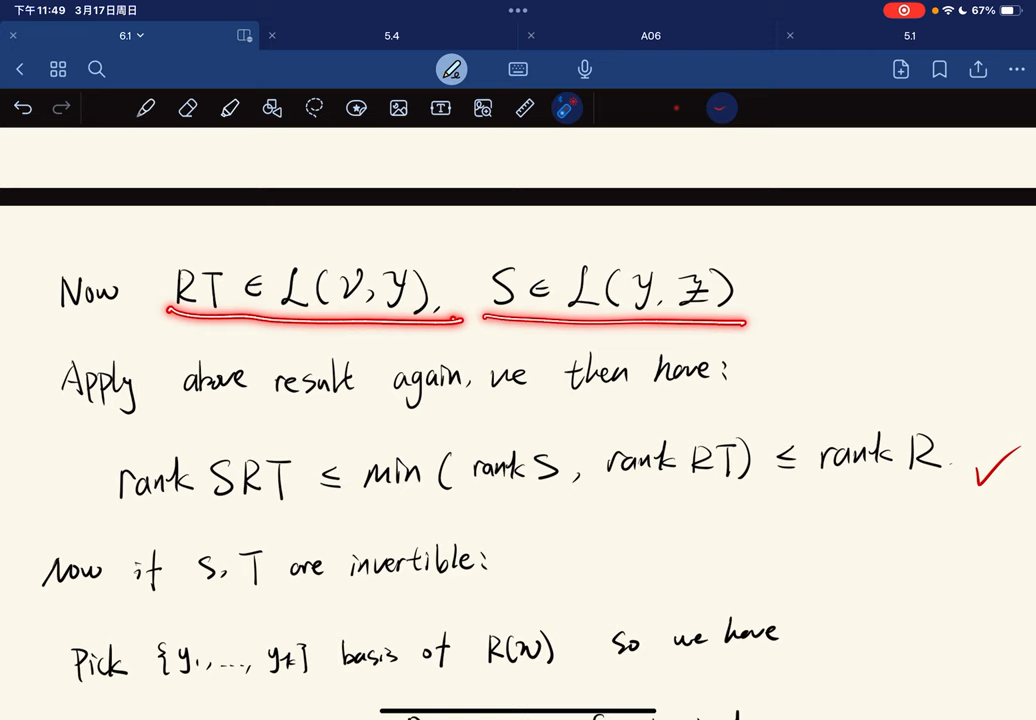 下午11:49 3月17日周日 67%
6.1 5.4 A06 5.1
Now RT ∈ L(V, Y), S ∈ L(Y, Z)
Apply above result again, we then have:
rank SRT ≤ min( rank S, rank RT) ≤ rank R.
Now if S, T are invertible:
Pick {y₁, ..., yₖ} basis of R(W) so we have